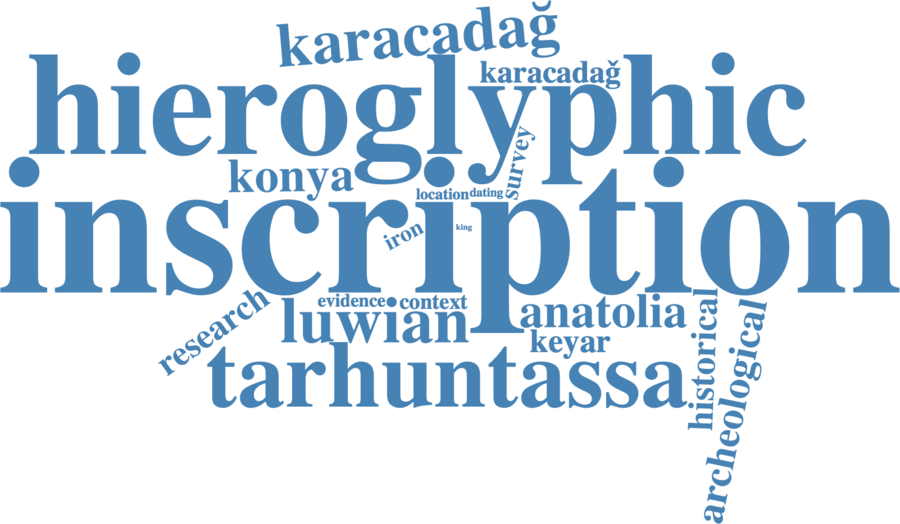 karacadağ
karacadağ
hieroglyphic
survey
konya
location
dating
inscription
iron
king
research
evidence
context
luwian
anatolia
historical
archeological
keyar
tarhuntassa